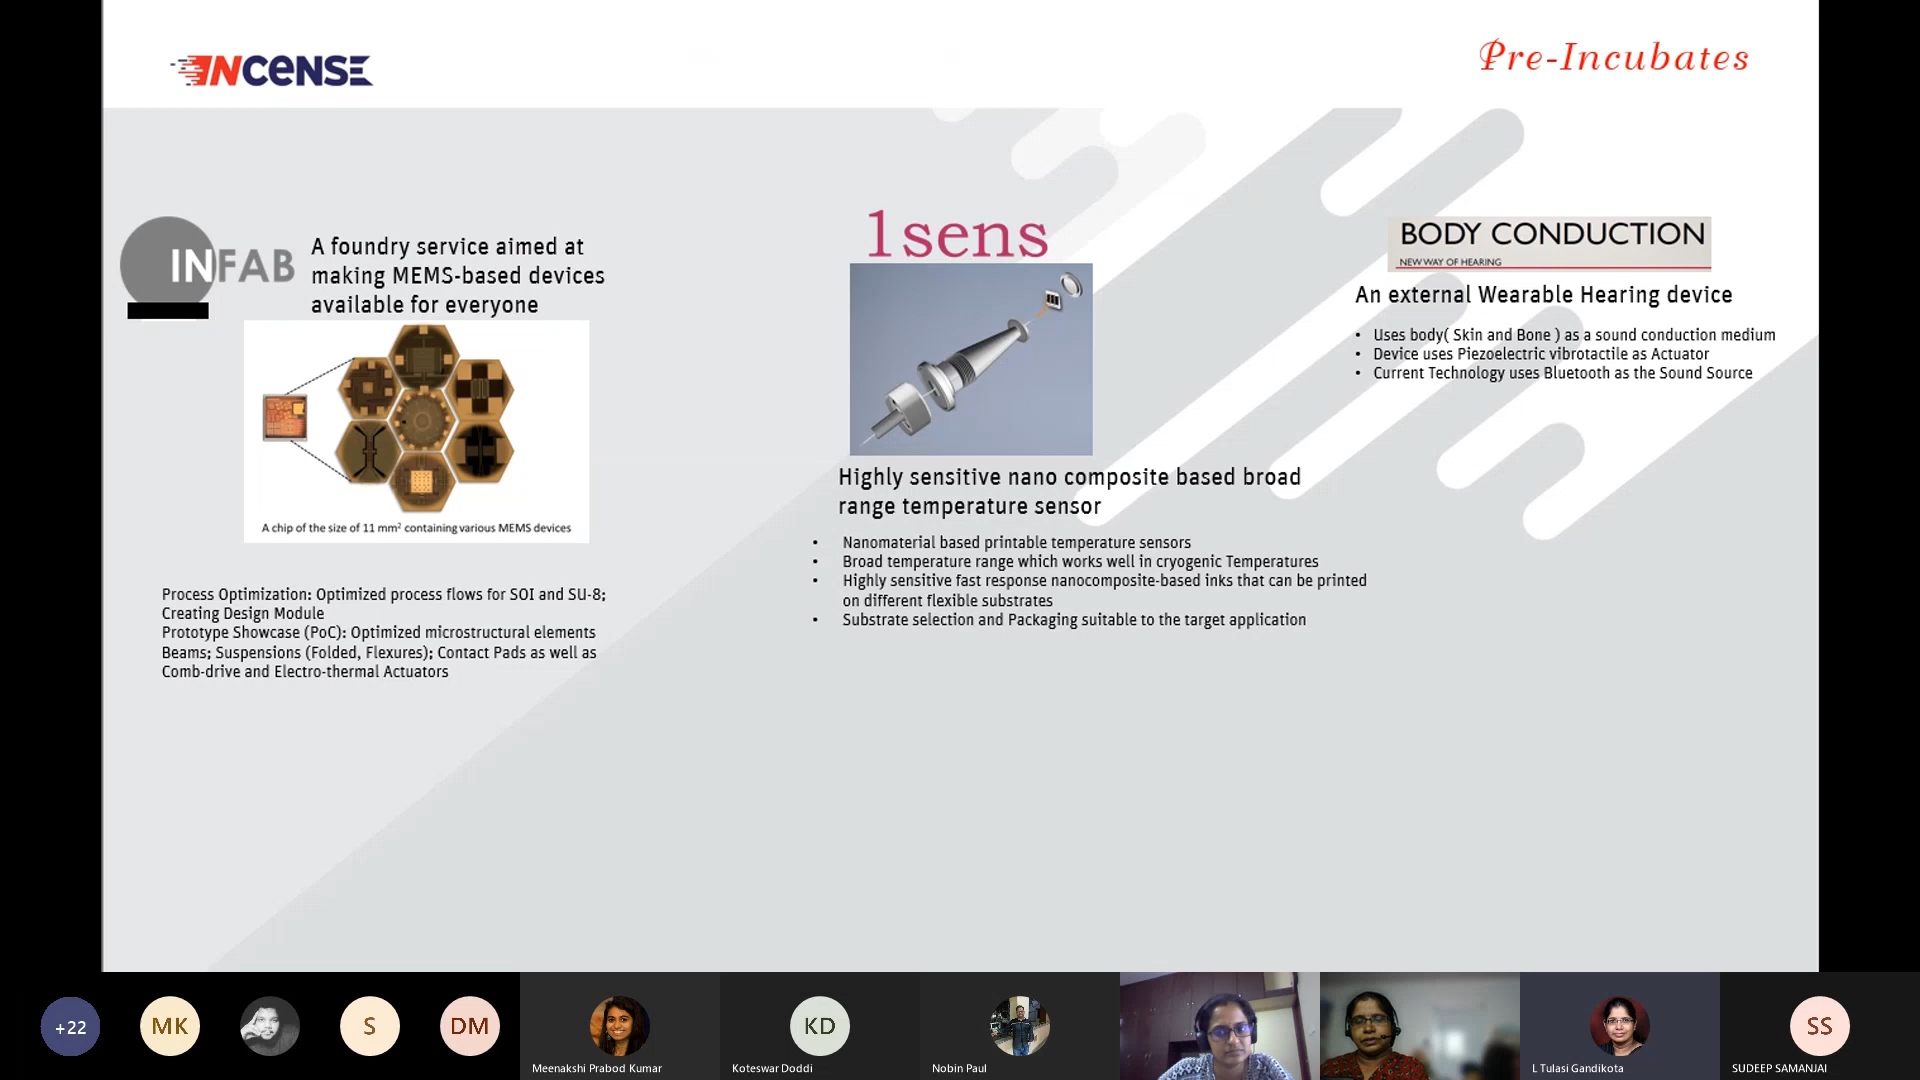 INCENSE
Pre-Incubates
INFAB
A foundry service aimed at
making MEMS-based devices
available for everyone
A chip of the size of 11 mm² containing various MEMS devices
Process Optimization: Optimized process flows for SOI and SU-8;
Creating Design Module
Prototype Showcase (PoC): Optimized microstructural elements
Beams; Suspensions (Folded, Flexures); Contact Pads as well as
Comb-drive and Electro-thermal Actuators
1sens
Highly sensitive nano composite based broad
range temperature sensor
• Nanomaterial based printable temperature sensors
• Broad temperature range which works well in cryogenic Temperatures
• Highly sensitive fast response nanocomposite-based inks that can be printed
on different flexible substrates
• Substrate selection and Packaging suitable to the target application
BODY CONDUCTION
NEW WAY OF HEARING
An external Wearable Hearing device
• Uses body( Skin and Bone ) as a sound conduction medium
• Device uses Piezoelectric vibrotactile as Actuator
• Current Technology uses Bluetooth as the Sound Source
+22
MK
S
DM
Meenakshi Prabod Kumar
KD
Koteswar Doddi
Nobin Paul
L Tulasi Gandikota
SS
SUDEEP SAMANJAI